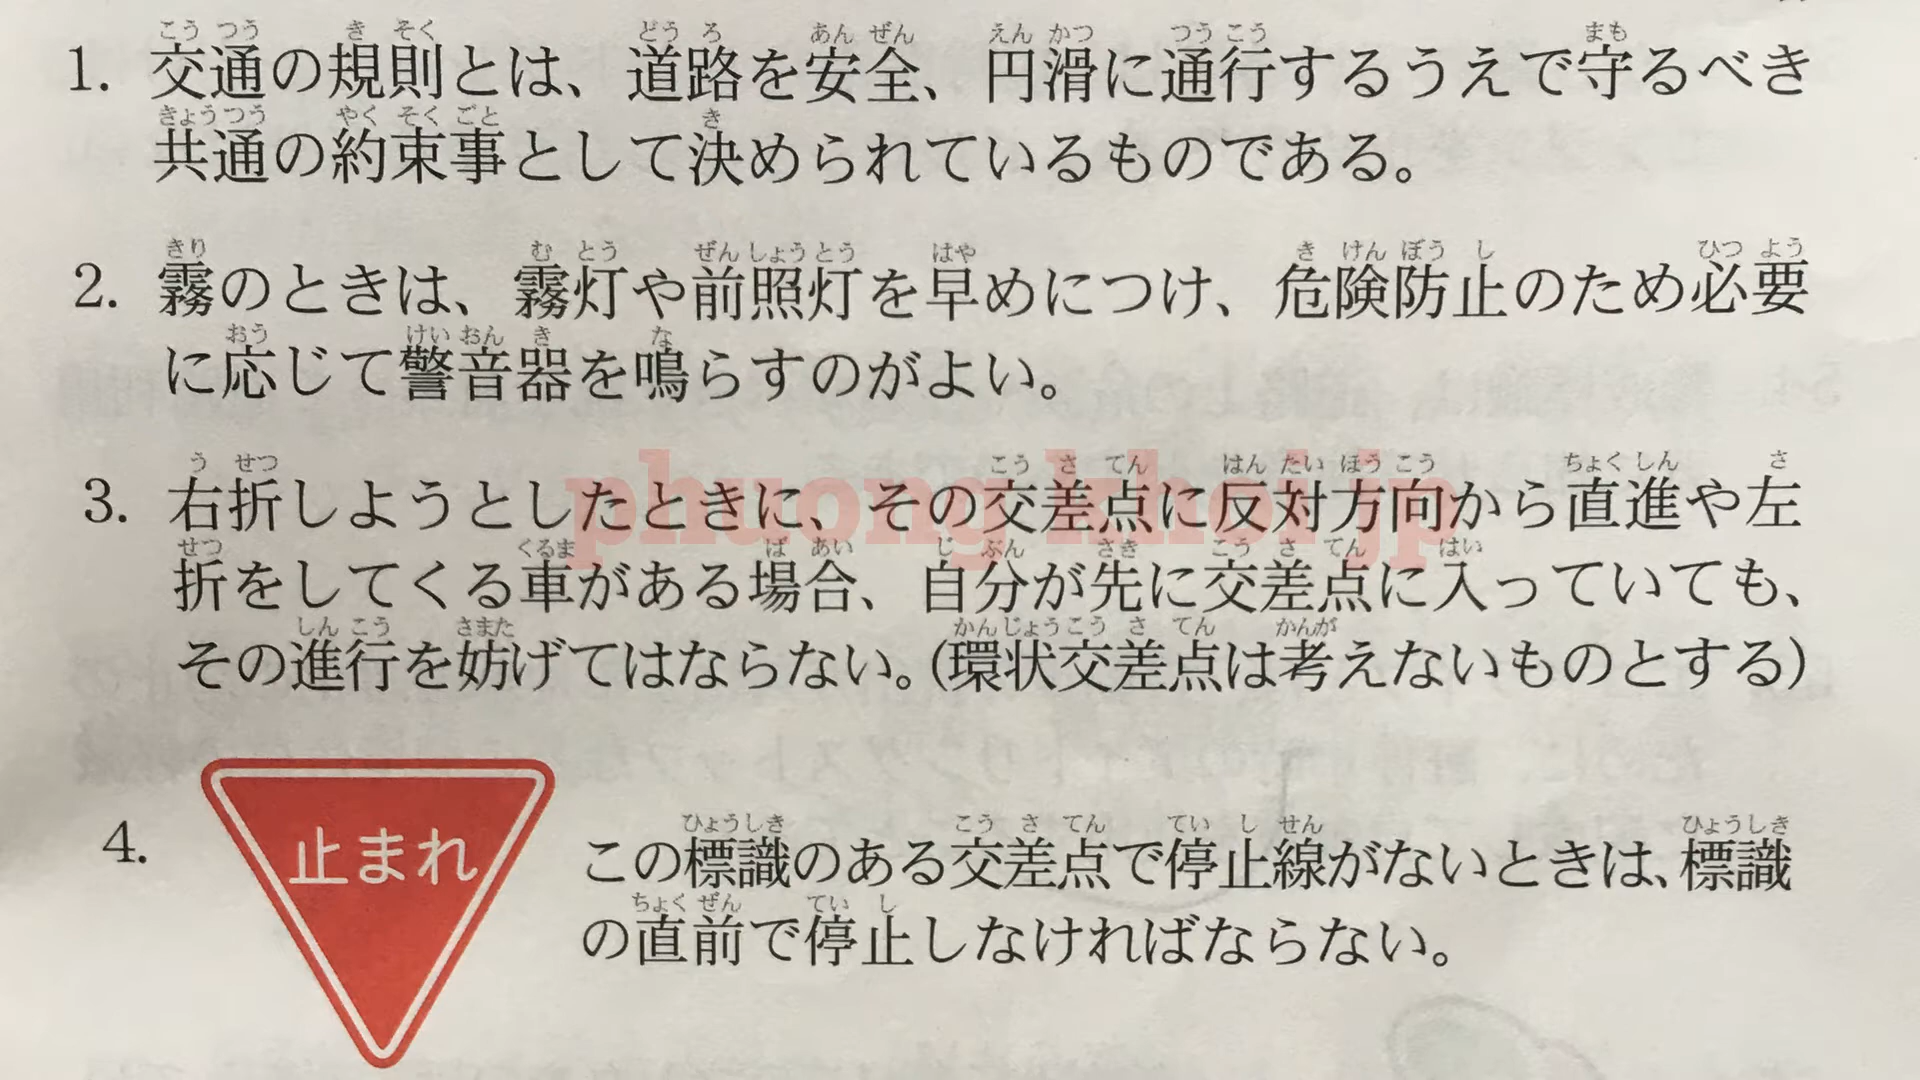 1. 交通の規則とは、道路を安全、円滑に通行するうえで守るべき
共通の約束事として決められているものである。
2. 霧のときは、霧灯や前照灯を早めにつけ、危険防止のため必要
に応じて警音器を鳴らすのがよい。
3. 右折しようとしたときに、その交差点に反対方向から直進や左
折をしてくる車がある場合、自分が先に交差点に入っていても、
その進行を妨げてはならない。(環状交差点は考えないものとする)
phuong khoi jp
4.
止まれ
この標識のある交差点で停止線がないときは、標識
の直前で停止しなければならない。